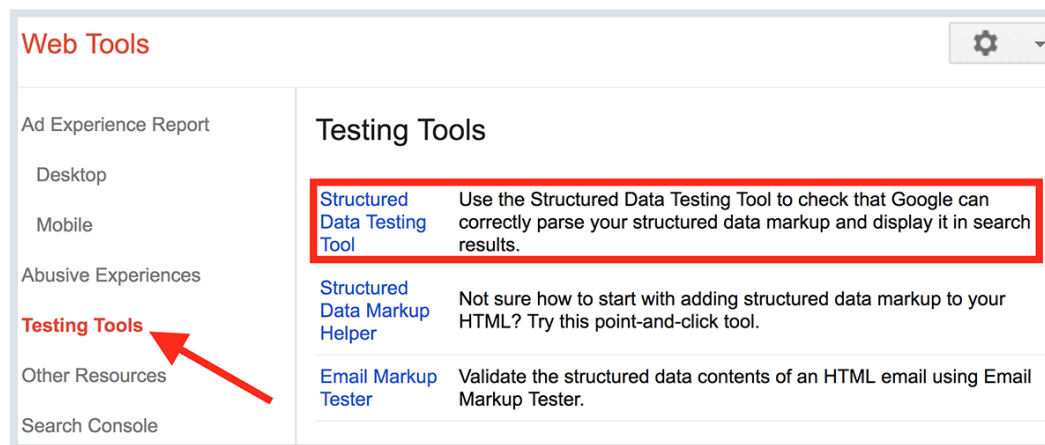 Web Tools
Ad Experience Report
Desktop
Mobile
Abusive Experiences
Testing Tools
Other Resources
Search Console
Testing Tools
Structured
Data Testing
Tool
Use the Structured Data Testing Tool to check that Google can
correctly parse your structured data markup and display it in search
results.
Structured
Data Markup
Helper
Not sure how to start with adding structured data markup to your
HTML? Try this point-and-click tool.
Email Markup
Tester
Validate the structured data contents of an HTML email using Email
Markup Tester.